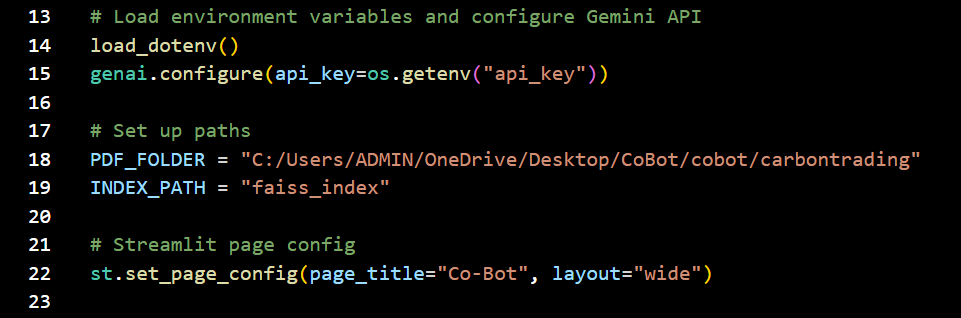 13 # Load environment variables and configure Gemini API
14 load_dotenv()
15 genai.configure(api_key=os.getenv("api_key"))
16
17 # Set up paths
18 PDF_FOLDER = "C:/Users/ADMIN/OneDrive/Desktop/CoBot/cobot/carbontrading"
19 INDEX_PATH = "faiss_index"
20
21 # Streamlit page config
22 st.set_page_config(page_title="Co-Bot", layout="wide")
23